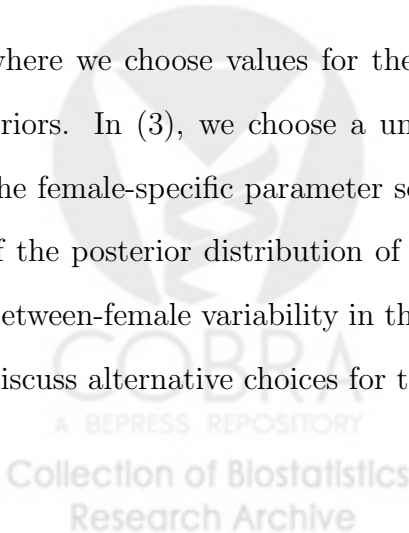 where we choose values for the
riors. In (3), we choose a un
he female-specific parameter s
f the posterior distribution of
etween-female variability in th
iscuss alternative choices for t
COBRA
A BEPRESS REPOSITORY
Collection of Biostatistics
Research Archive